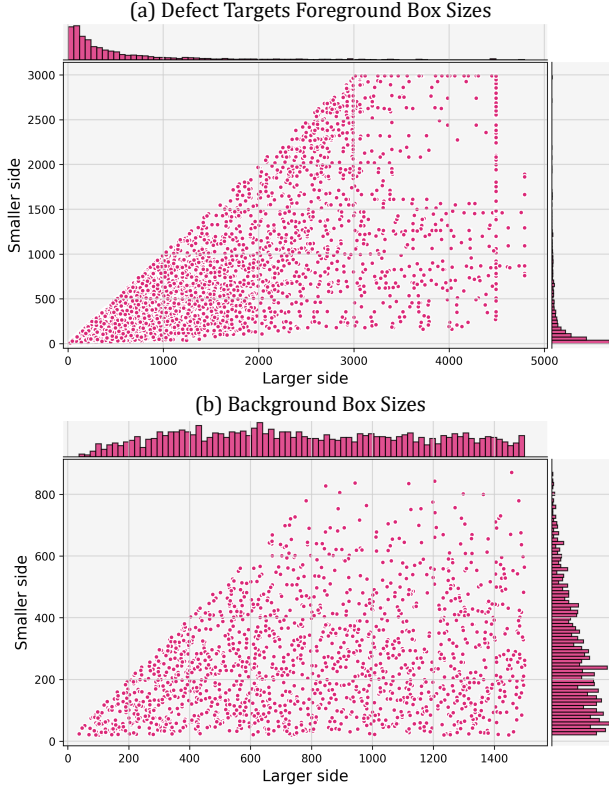 (a) Defect Targets Foreground Box Sizes
3000
2500
2000
1500
1000
500
0
Smaller side
0 1000 2000 3000 4000 5000
Larger side
(b) Background Box Sizes
800
600
400
200
0
Smaller side
0 200 400 600 800 1000 1200 1400
Larger side